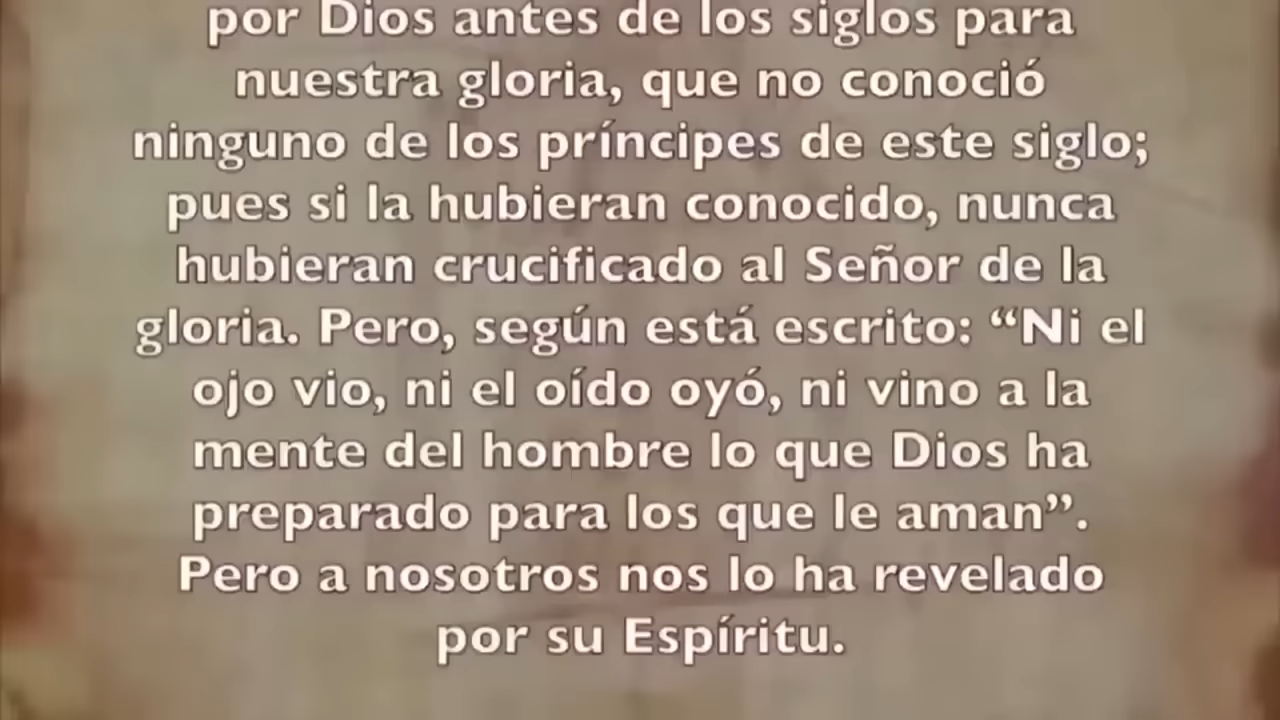 por Dios antes de los siglos para
nuestra gloria, que no conoció
ninguno de los príncipes de este siglo;
pues si la hubieran conocido, nunca
hubieran crucificado al Señor de la
gloria. Pero, según está escrito: “Ni el
ojo vio, ni el oído oyó, ni vino a la
mente del hombre lo que Dios ha
preparado para los que le aman”.
Pero a nosotros nos lo ha revelado
por su Espíritu.